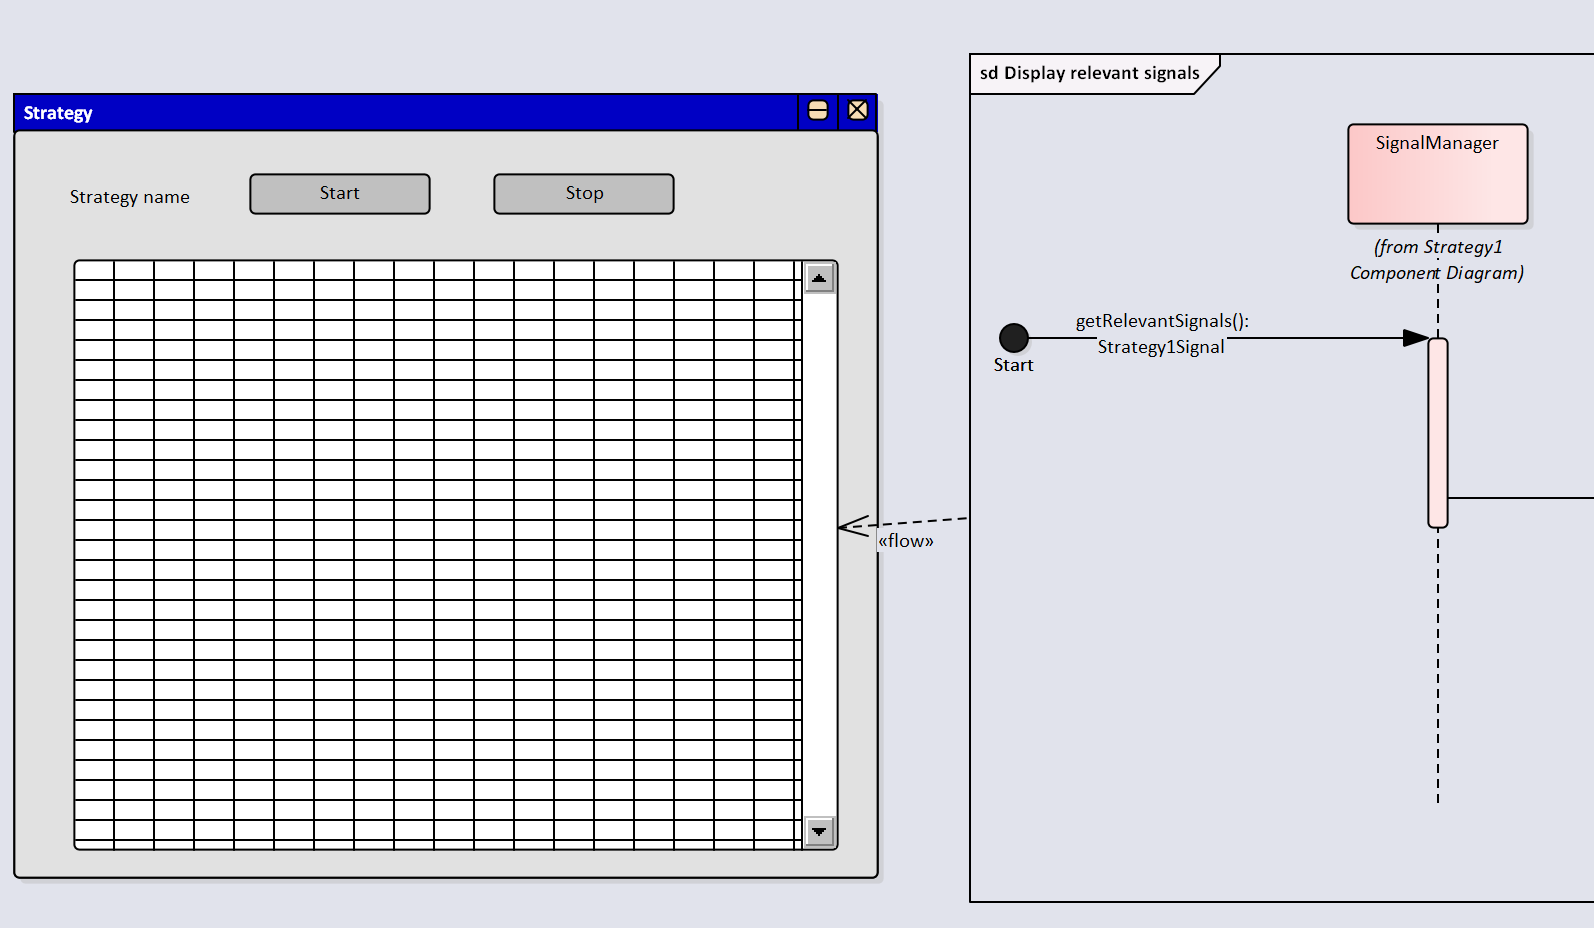 sd Display relevant signals
Strategy
Strategy name
Start
Stop
SignalManager
(from Strategy1
Component Diagram)
getRelevantSignals():
Strategy1Signal
Start
«flow»